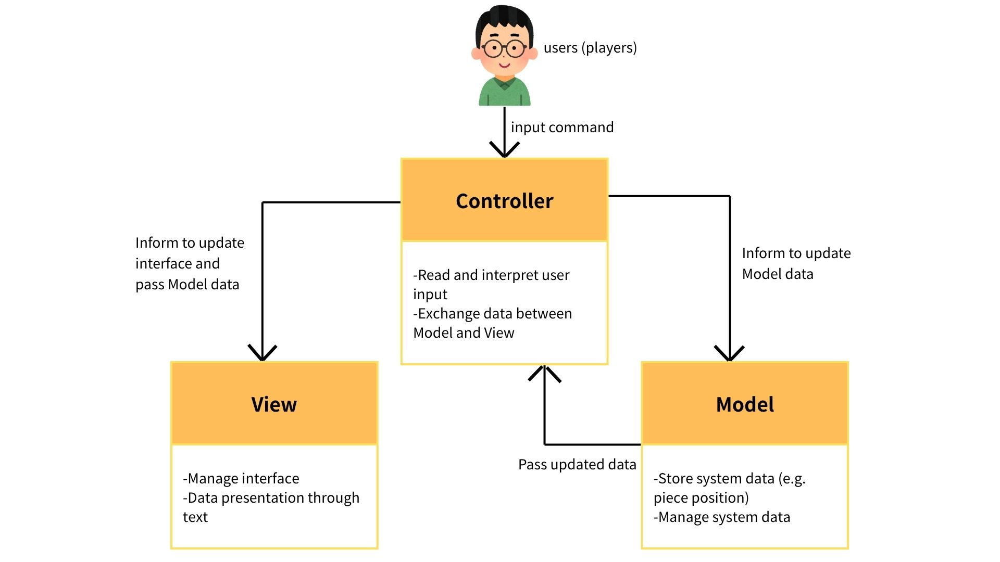 users (players)
input command
Controller
-Read and interpret user
input
-Exchange data between
Model and View
Inform to update
interface and
pass Model data
Inform to update
Model data
View
-Manage interface
-Data presentation through
text
Pass updated data
Model
-Store system data (e.g.
piece position)
-Manage system data